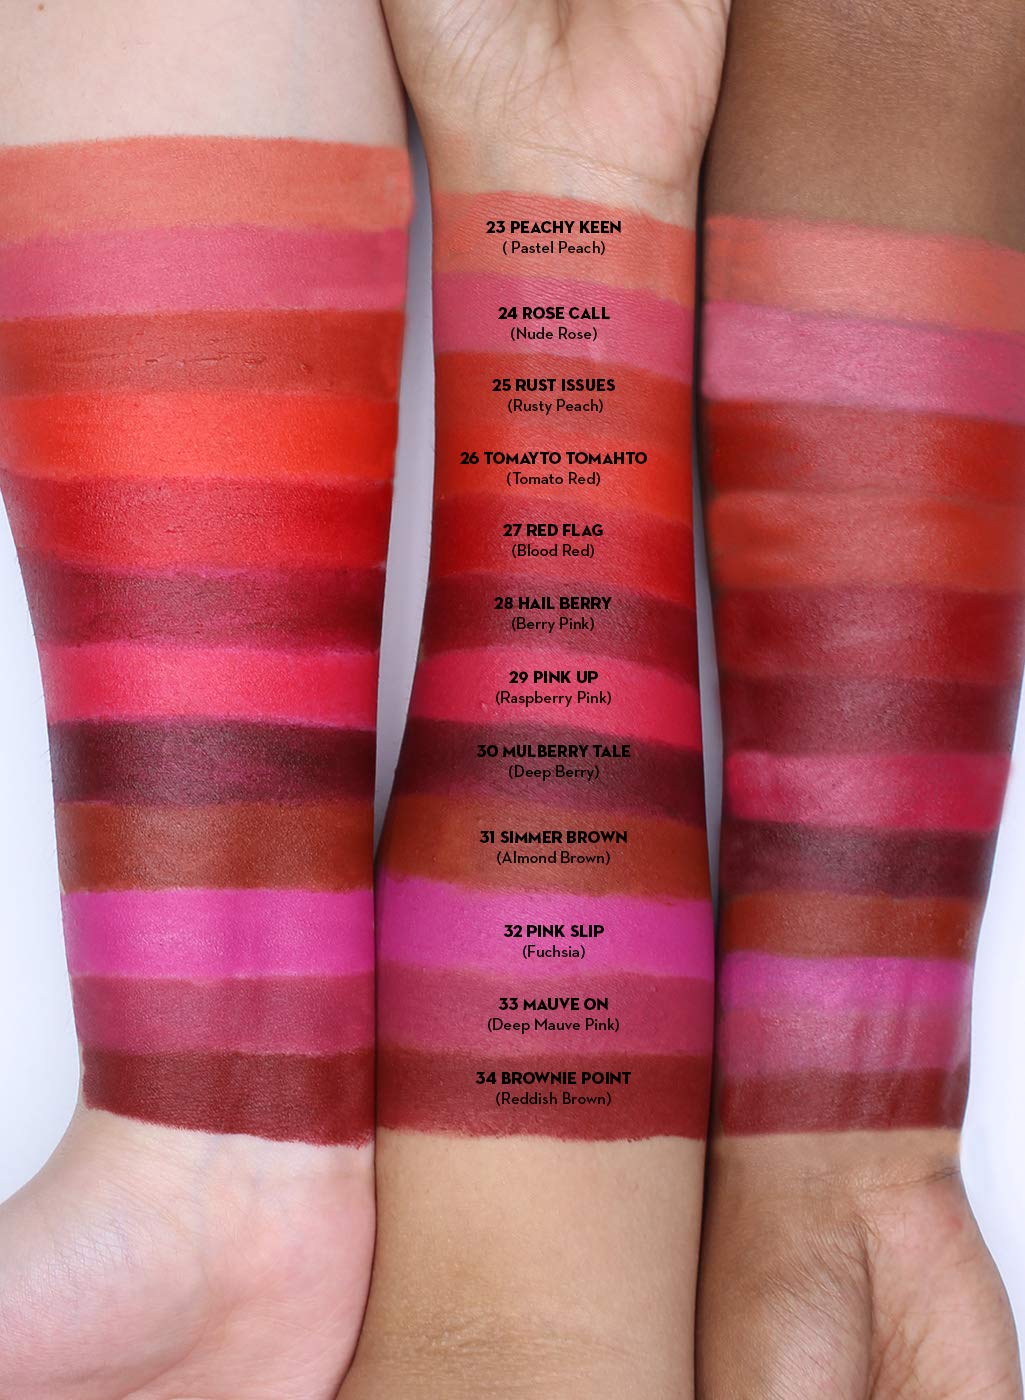 23 PEACHY KEEN
( Pastel Peach)
24 ROSE CALL
(Nude Rose)
25 RUST ISSUES
(Rusty Peach)
26 TOMAYTO TOMAHTO
(Tomato Red)
27 RED FLAG
(Blood Red)
28 HAIL BERRY
(Berry Pink)
29 PINK UP
(Raspberry Pink)
30 MULBERRY TALE
(Deep Berry)
31 SIMMER BROWN
(Almond Brown)
32 PINK SLIP
(Fuchsia)
33 MAUVE ON
(Deep Mauve Pink)
34 BROWNIE POINT
(Reddish Brown)